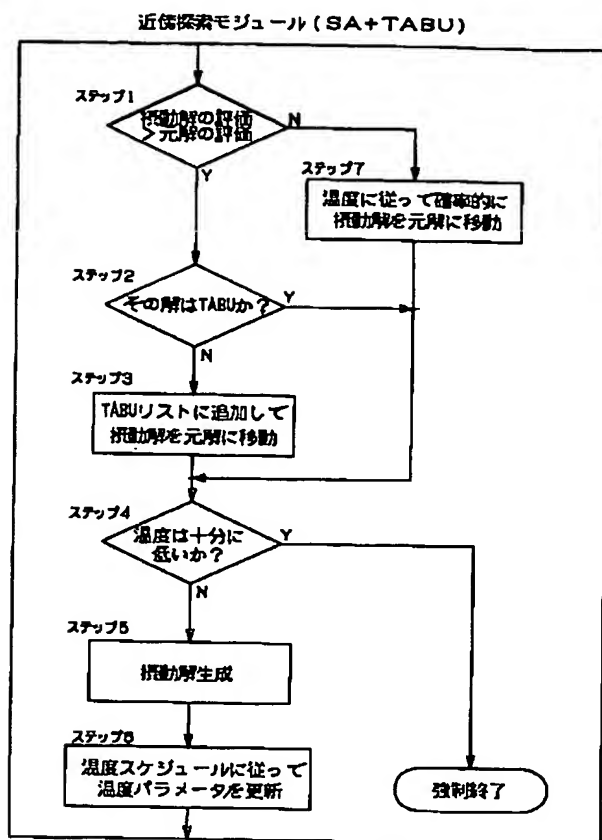 近傍探索モジュール(SA+TABU)
ステップ1
摂動解の評価
>元解の評価
N
Y
ステップ7
温度に従って確率的に
摂動解を元解に移動
ステップ2
その解はTABUか?
Y
N
ステップ3
TABUリストに追加して
摂動解を元解に移動
ステップ4
温度は十分に
低いか?
Y
N
ステップ5
摂動解生成
ステップ6
温度スケジュールに従って
温度パラメータを更新
強制終了